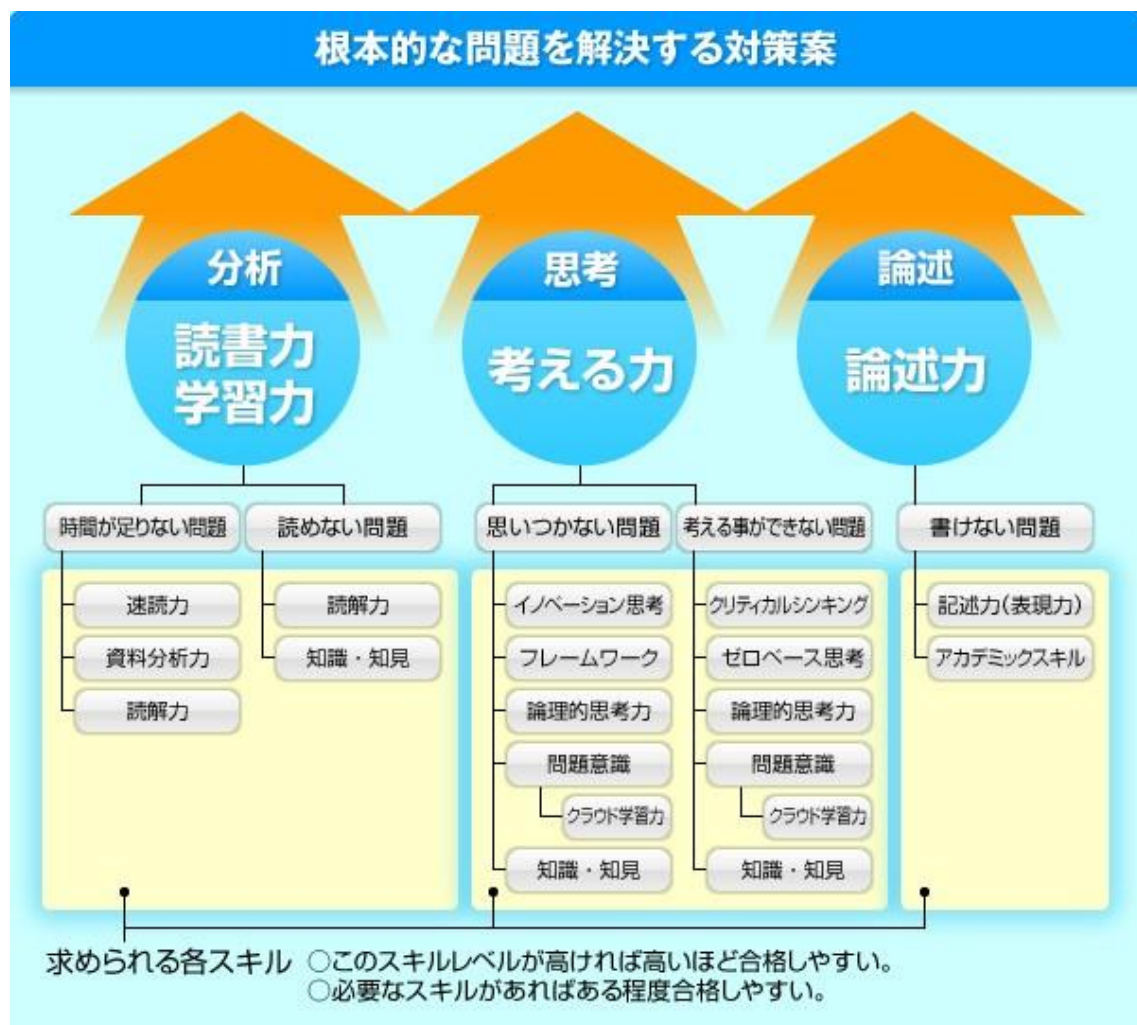 根本的な問題を解決する対策案
分析
読書力
学習力
思考
考える力
論述
論述力
時間が足りない問題
読めない問題
思いつかない問題
考える事ができない問題
書けない問題
速読力
資料分析力
読解力
読解力
知識・知見
イノベーション思考
フレームワーク
論理的思考力
問題意識
クラウド学習力
知識・知見
クリティカルシンキング
ゼロベース思考
論理的思考力
問題意識
クラウド学習力
知識・知見
記述力(表現力)
アカデミックスキル
求められる各スキル ○このスキルレベルが高ければ高いほど合格しやすい。
○必要なスキルがあればある程度合格しやすい。